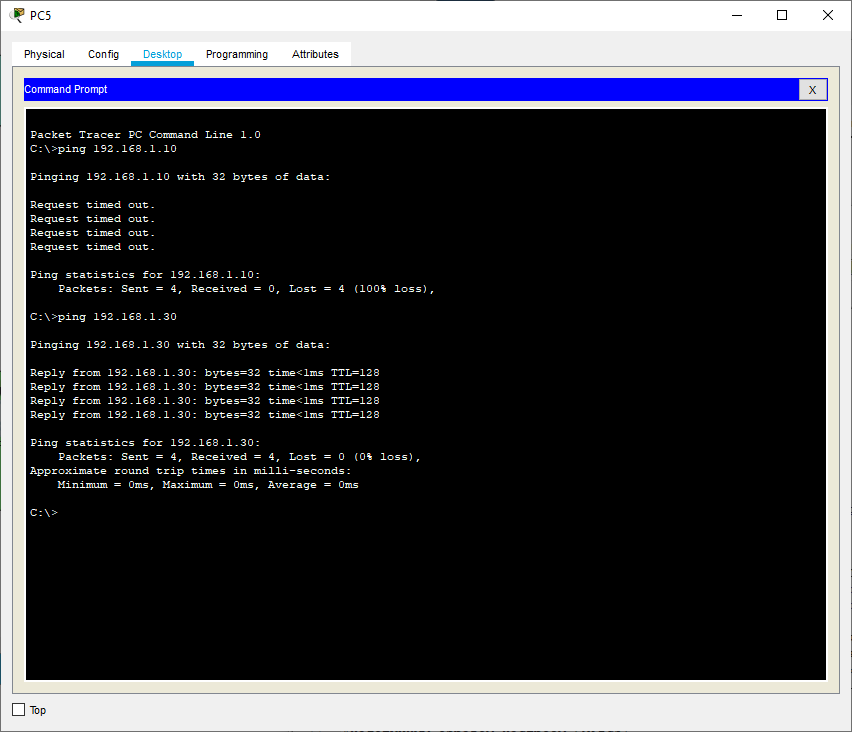 PC5
Physical Config Desktop Programming Attributes
Command Prompt
X
Packet Tracer PC Command Line 1.0
C:\>ping 192.168.1.10
Pinging 192.168.1.10 with 32 bytes of data:
Request timed out.
Request timed out.
Request timed out.
Request timed out.
Ping statistics for 192.168.1.10:
Packets: Sent = 4, Received = 0, Lost = 4 (100% loss),
C:\>ping 192.168.1.30
Pinging 192.168.1.30 with 32 bytes of data:
Reply from 192.168.1.30: bytes=32 time<1ms TTL=128
Reply from 192.168.1.30: bytes=32 time<1ms TTL=128
Reply from 192.168.1.30: bytes=32 time<1ms TTL=128
Reply from 192.168.1.30: bytes=32 time<1ms TTL=128
Ping statistics for 192.168.1.30:
Packets: Sent = 4, Received = 4, Lost = 0 (0% loss),
Approximate round trip times in milli-seconds:
Minimum = 0ms, Maximum = 0ms, Average = 0ms
C:\>
Top